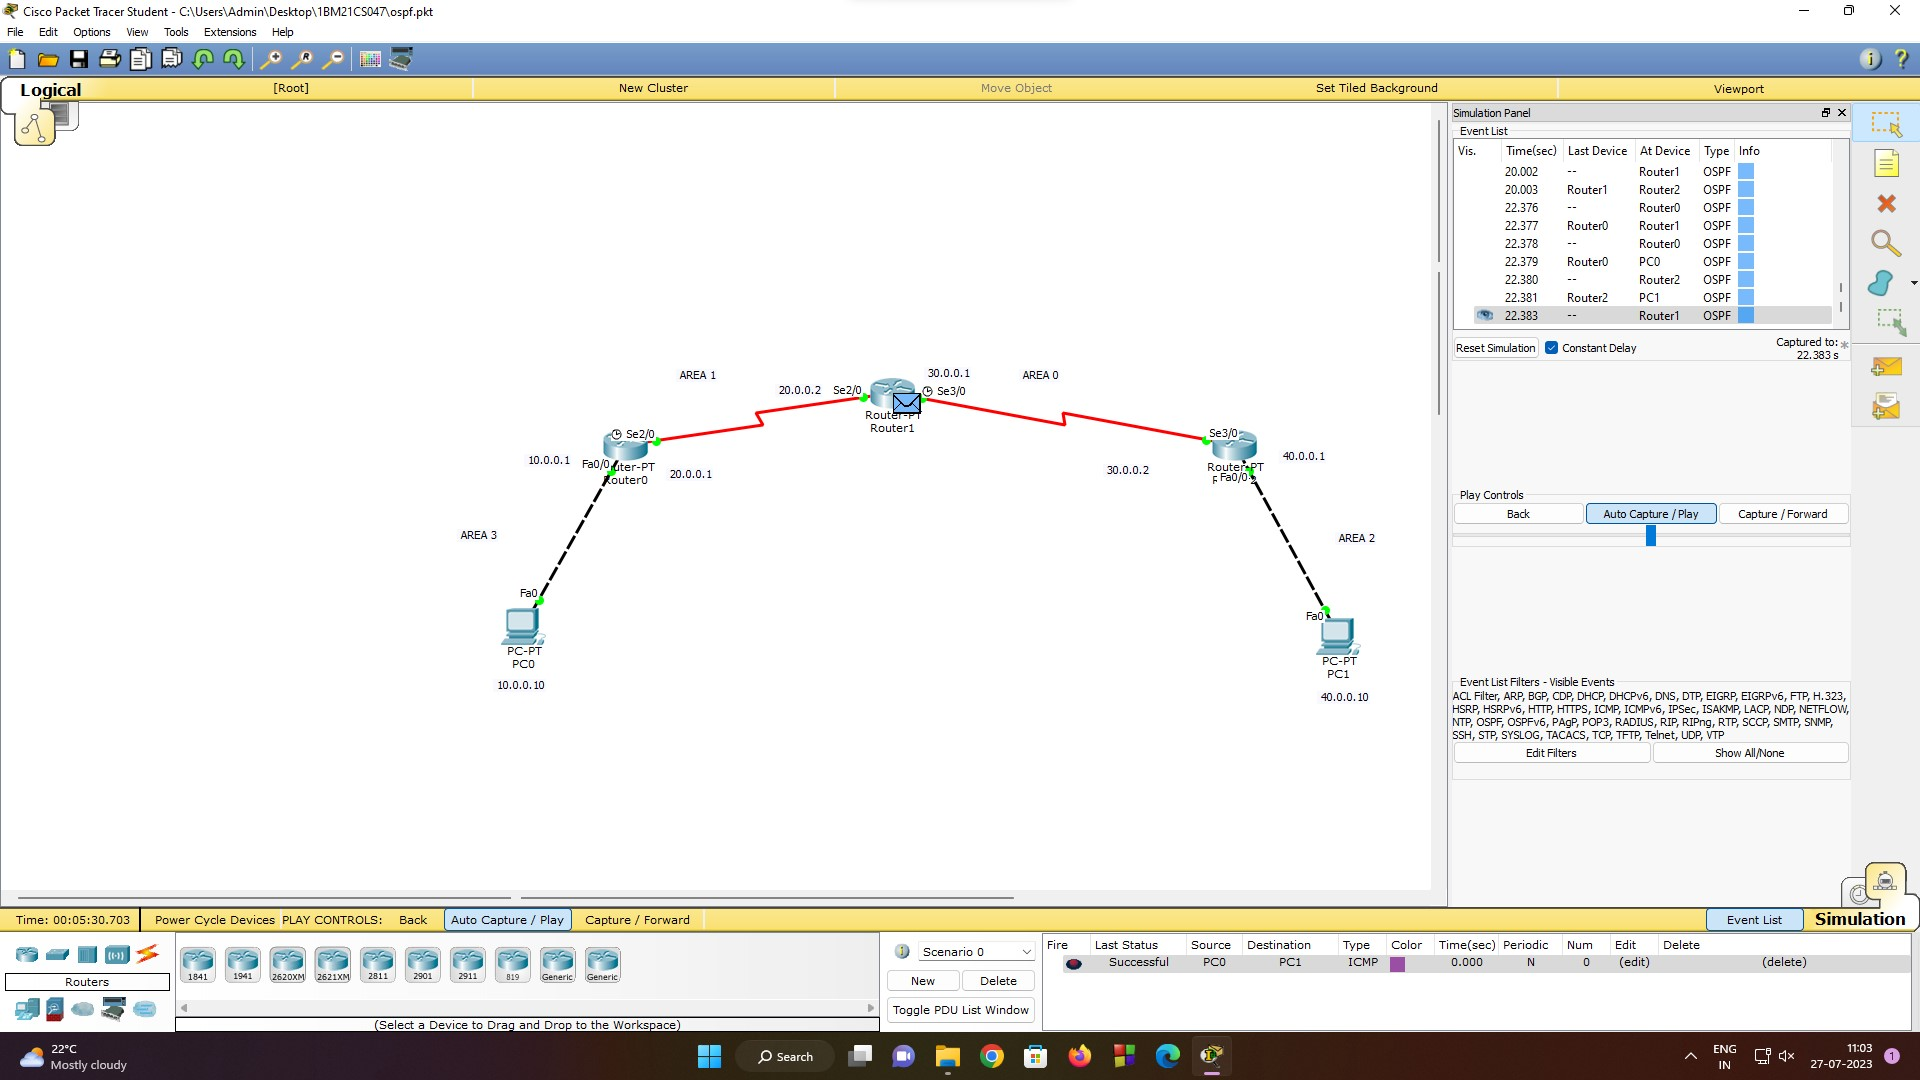 Cisco Packet Tracer Student - C:\Users\Admin\Desktop\1BM21CS047\ospf.pkt
File Edit Options View Tools Extensions Help
Logical [Root] New Cluster Move Object Set Tiled Background Viewport
Simulation Panel
Event List
Vis. Time(sec) Last Device At Device Type Info
20.002 -- Router1 OSPF
20.003 Router1 Router2 OSPF
22.376 -- Router0 OSPF
22.377 Router0 Router1 OSPF
22.378 -- Router0 OSPF
22.379 Router0 PC0 OSPF
22.380 -- Router2 OSPF
22.381 Router2 PC1 OSPF
22.383 -- Router1 OSPF
Reset Simulation Constant Delay Captured to: *
22.383 s
AREA 1 20.0.0.2 Se2/0 30.0.0.1 Se3/0 AREA 0
Router-PT
Router1
Se2/0
10.0.0.1 Fa0/0 uter-PT
Router0 20.0.0.1
Se3/0
30.0.0.2 Router-PT 40.0.0.1
Fa0/0
AREA 3
AREA 2
Fa0
PC-PT
PC0
10.0.0.10
Fa0
PC-PT
PC1
40.0.0.10
Play Controls
Back Auto Capture / Play Capture / Forward
Event List Filters - Visible Events
ACL Filter, ARP, BGP, CDP, DHCP, DHCPv6, DNS, DTP, EIGRP, EIGRPv6, FTP, H.323,
HSRP, HSRPv6, HTTP, HTTPS, ICMP, ICMPv6, IPSec, ISAKMP, LACP, NDP, NETFLOW,
NTP, OSPF, OSPFv6, PAgP, POP3, RADIUS, RIP, RIPng, RTP, SCCP, SMTP, SNMP,
SSH, STP, SYSLOG, TACACS, TCP, TFTP, Telnet, UDP, VTP
Edit Filters Show All/None
Time: 00:05:30.703 Power Cycle Devices PLAY CONTROLS: Back Auto Capture / Play Capture / Forward Event List Simulation
Routers
1841 1941 2620XM 2621XM 2811 2901 2911 819 Generic Generic
(Select a Device to Drag and Drop to the Workspace)
Scenario 0
New Delete
Toggle PDU List Window
Fire Last Status Source Destination Type Color Time(sec) Periodic Num Edit Delete
Successful PC0 PC1 ICMP 0.000 N 0 (edit) (delete)
22°C
Mostly cloudy
Search
ENG
IN
11:03
27-07-2023
1